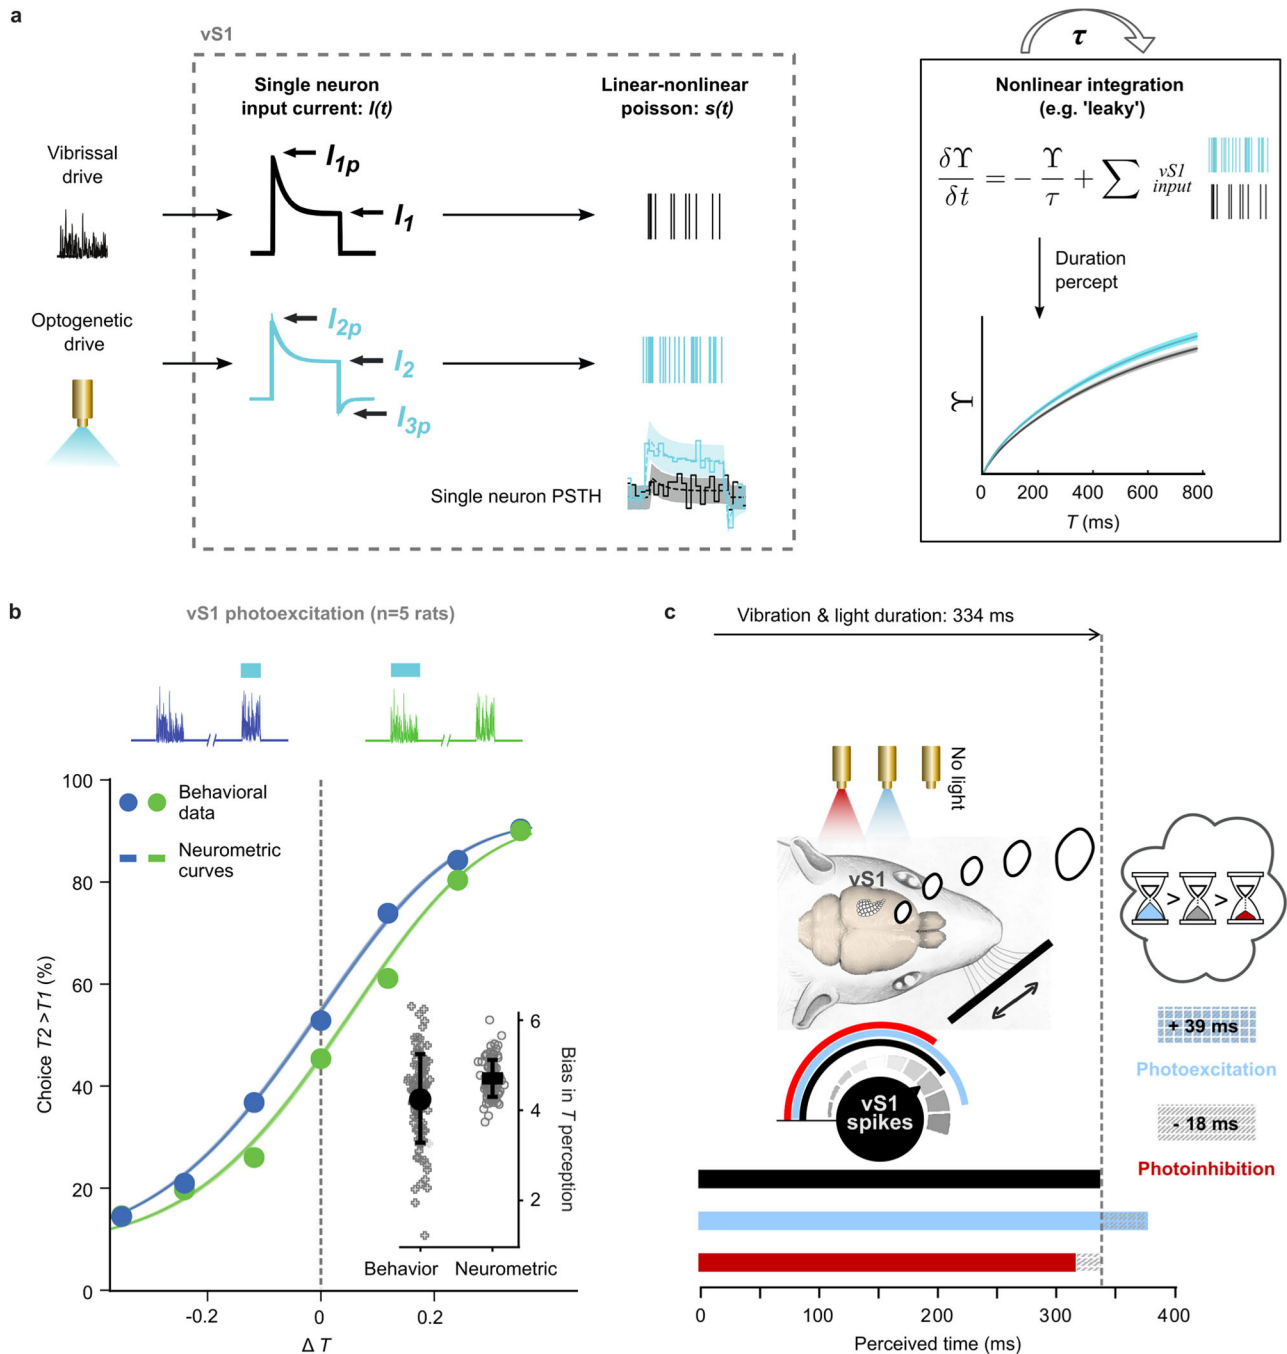 a
vS1
Single neuron
input current: I(t)
Linear-nonlinear
poisson: s(t)
τ
Nonlinear integration
(e.g. 'leaky')
Vibrissal
drive
I1p
I1
δϒ/δt = − ϒ/τ + ∑ vS1 input
Duration
percept
Optogenetic
drive
I2p
I2
I3p
Single neuron PSTH
ϒ
0 200 400 600 800
T (ms)
b
vS1 photoexcitation (n=5 rats)
100
80
60
40
20
0
Choice T2 > T1 (%)
Behavioral
data
Neurometric
curves
6
4
2
Bias in T perception
Behavior Neurometric
-0.2 0 0.2
Δ T
c
Vibration & light duration: 334 ms
No light
vS1
> >
+ 39 ms
Photoexcitation
vS1
spikes
- 18 ms
Photoinhibition
0 100 200 300 400
Perceived time (ms)